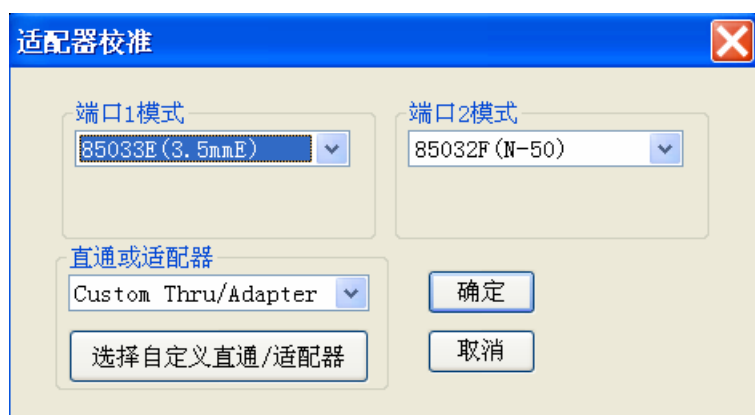 适配器校准
端口1模式
端口2模式
85033E(3.5mmE)
85032F(N-50)
直通或适配器
Custom Thru/Adapter
确定
选择自定义直通/适配器
取消